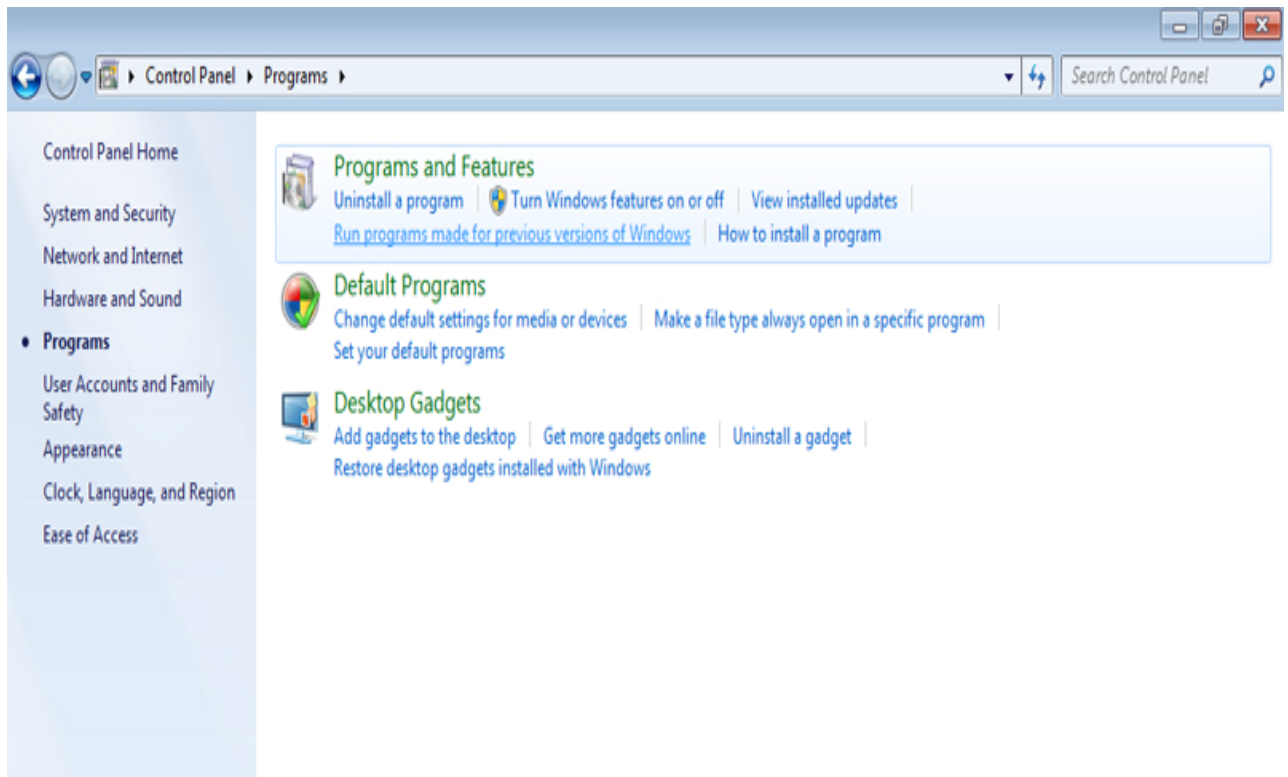 Control Panel Programs
Search Control Panel
Control Panel Home
System and Security
Network and Internet
Hardware and Sound
Programs
User Accounts and Family
Safety
Appearance
Clock, Language, and Region
Ease of Access
Programs and Features
Uninstall a program Turn Windows features on or off View installed updates
Run programs made for previous versions of Windows How to install a program
Default Programs
Change default settings for media or devices Make a file type always open in a specific program
Set your default programs
Desktop Gadgets
Add gadgets to the desktop Get more gadgets online Uninstall a gadget
Restore desktop gadgets installed with Windows